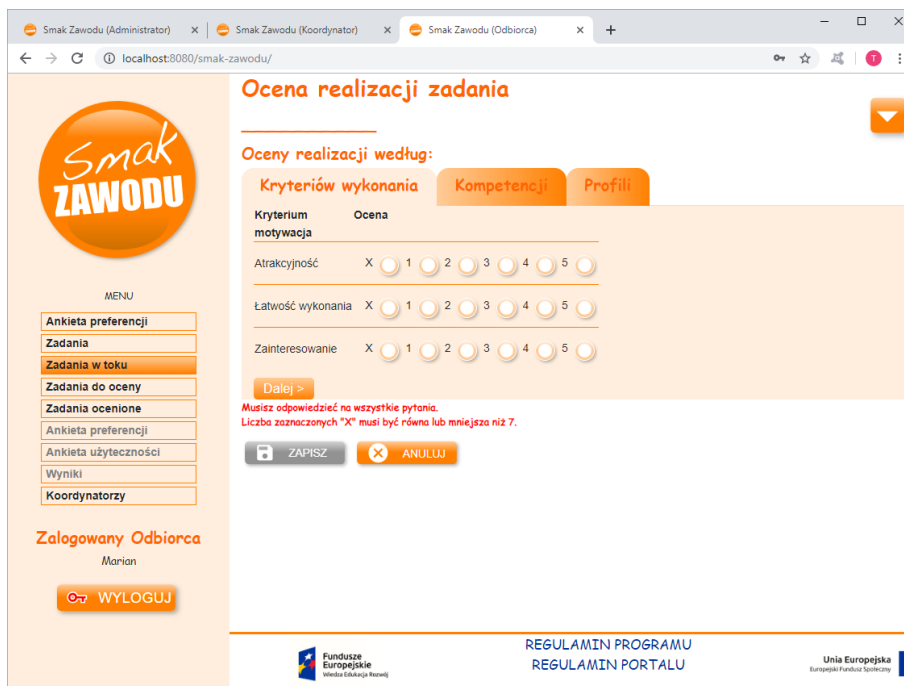 Smak Zawodu (Administrator)
Smak Zawodu (Koordynator)
Smak Zawodu (Odbiorca)
localhost:8080/smak-zawodu/
T
Smak
ZAWODU
MENU
Ankieta preferencji
Zadania
Zadania w toku
Zadania do oceny
Zadania ocenione
Ankieta preferencji
Ankieta użyteczności
Wyniki
Koordynatorzy
Zalogowany Odbiorca
Marian
WYLOGUJ
Ocena realizacji zadania
Oceny realizacji według:
Kryteriów wykonania Kompetencji Profili
Kryterium motywacja Ocena
Atrakcyjność X 1 2 3 4 5
Łatwość wykonania X 1 2 3 4 5
Zainteresowanie X 1 2 3 4 5
Dalej >
Musisz odpowiedzieć na wszystkie pytania.
Liczba zaznaczonych "X" musi być równa lub mniejsza niż 7.
ZAPISZ ANULUJ
Fundusze
Europejskie
Wiedza Edukacja Rozwój
REGULAMIN PROGRAMU
REGULAMIN PORTALU
Unia Europejska
Europejski Fundusz Społeczny